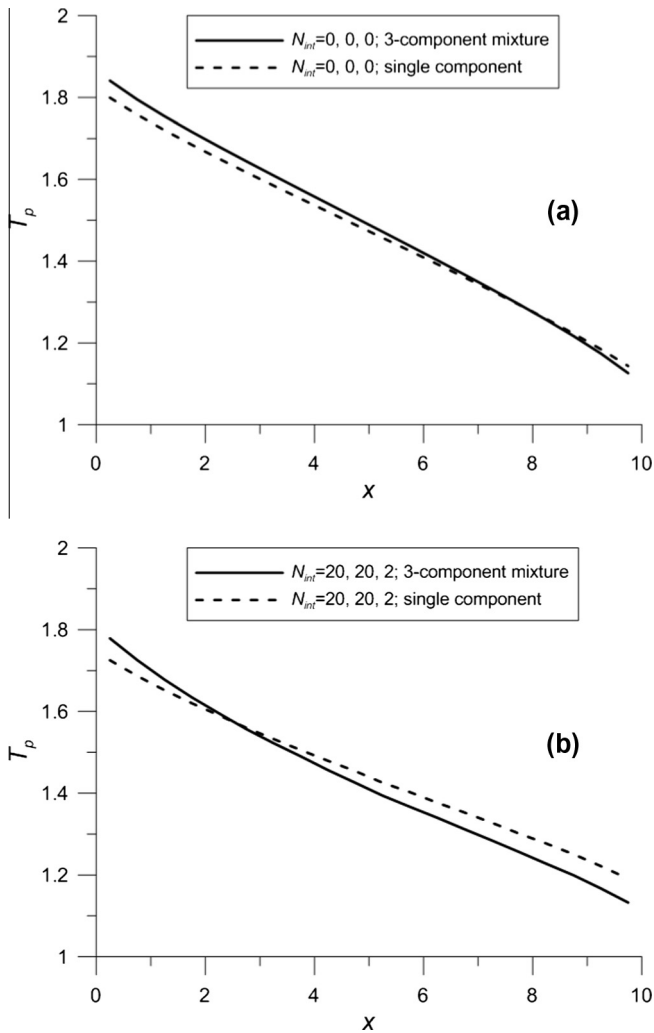 2
N_int=0, 0, 0; 3-component mixture
N_int=0, 0, 0; single component
1.8
1.6
(a)
T_p
1.4
1.2
1
0 2 4 6 8 10
x
2
N_int=20, 20, 2; 3-component mixture
N_int=20, 20, 2; single component
1.8
1.6
(b)
T_p
1.4
1.2
1
0 2 4 6 8 10
x